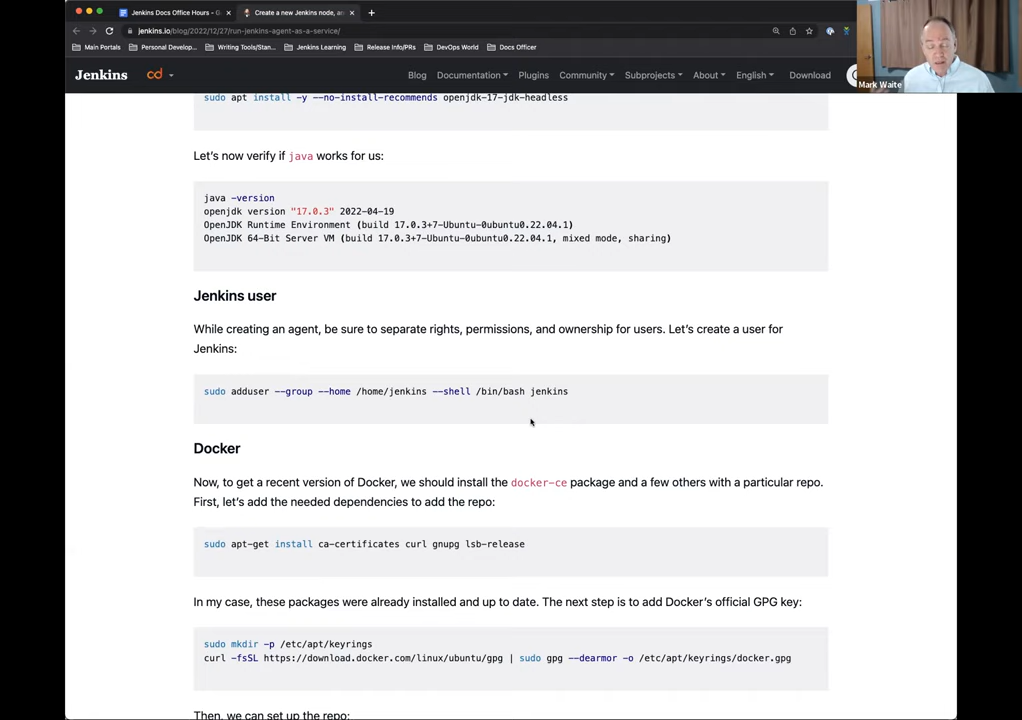 Jenkins Docs Office Hours - G
Create a new Jenkins node, an
jenkins.io/blog/2022/12/27/run-jenkins-agent-as-a-service/
Main Portals
Personal Develop...
Writing Tools/Stan...
Jenkins Learning
Release Info/PRs
DevOps World
Docs Officer
Jenkins
cd
Blog
Documentation
Plugins
Community
Subprojects
About
English
Download
Mark Waite
sudo apt install -y --no-install-recommends openjdk-17-jdk-headless
Let's now verify if java works for us:
java -version
openjdk version "17.0.3" 2022-04-19
OpenJDK Runtime Environment (build 17.0.3+7-Ubuntu-0ubuntu0.22.04.1)
OpenJDK 64-Bit Server VM (build 17.0.3+7-Ubuntu-0ubuntu0.22.04.1, mixed mode, sharing)
Jenkins user
While creating an agent, be sure to separate rights, permissions, and ownership for users. Let's create a user for
Jenkins:
sudo adduser --group --home /home/jenkins --shell /bin/bash jenkins
Docker
Now, to get a recent version of Docker, we should install the docker-ce package and a few others with a particular repo.
First, let's add the needed dependencies to add the repo:
sudo apt-get install ca-certificates curl gnupg lsb-release
In my case, these packages were already installed and up to date. The next step is to add Docker's official GPG key:
sudo mkdir -p /etc/apt/keyrings
curl -fsSL https://download.docker.com/linux/ubuntu/gpg | sudo gpg --dearmor -o /etc/apt/keyrings/docker.gpg
Then, we can set up the repo: